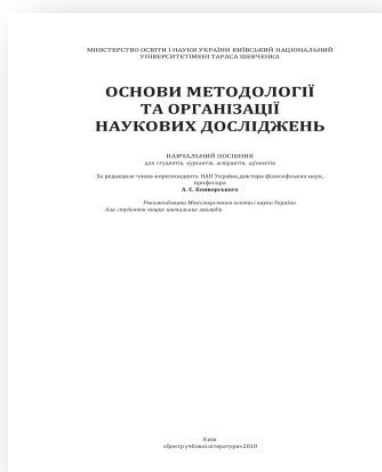 МІНІСТЕРСТВО ОСВІТИ І НАУКИ УКРАЇНИ КИЇВСЬКИЙ НАЦІОНАЛЬНИЙ
УНІВЕРСИТЕТІМЕНІ ТАРАСА ШЕВЧЕНКА
ОСНОВИ МЕТОДОЛОГІЇ
ТА ОРГАНІЗАЦІЇ
НАУКОВИХ ДОСЛІДЖЕНЬ
НАВЧАЛЬНИЙ ПОСІБНИК
для студентів, курсантів, аспірантів, ад'юнктів
За редакцією члена-кореспондента НАН України,доктора філософських наук,
професора
А. Є. Конверського
Рекомендовано Міністерством освіти і науки України
для студентів вищих навчальних закладів
Київ
«Центр учбової літератури»2010